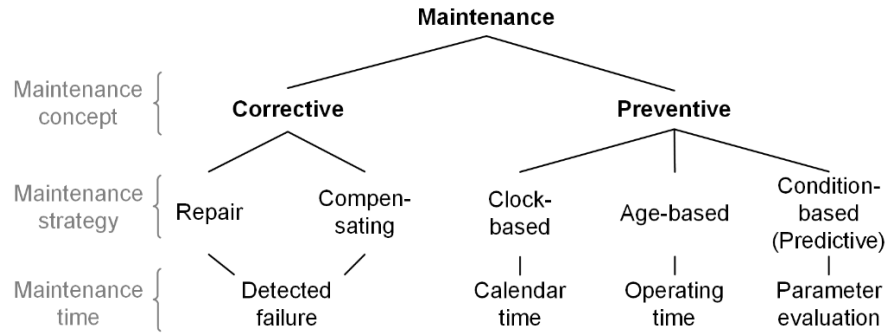 Maintenance
Maintenance
concept
Corrective
Preventive
Maintenance
strategy
Repair
Compen-
sating
Clock-
based
Age-based
Condition-
based
(Predictive)
Maintenance
time
Detected
failure
Calendar
time
Operating
time
Parameter
evaluation